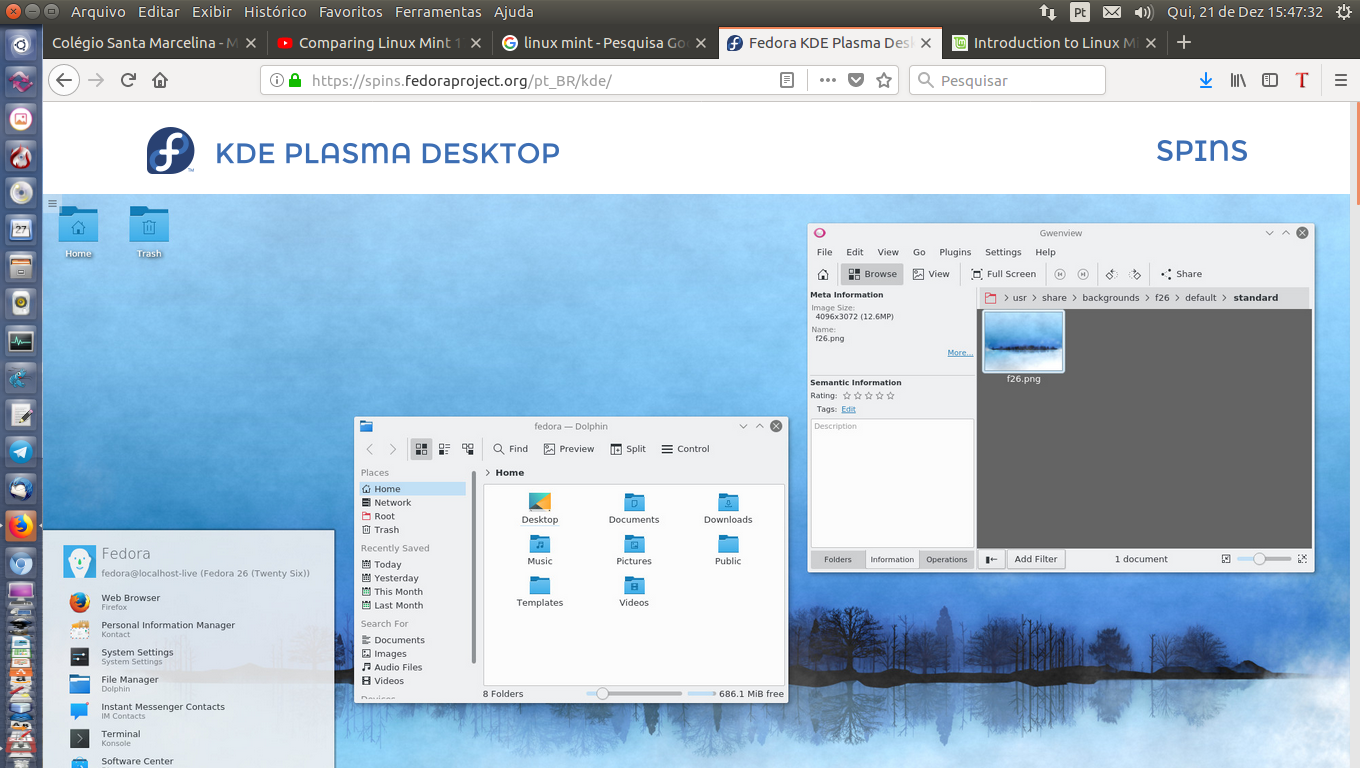 Arquivo Editar Exibir Histórico Favoritos Ferramentas Ajuda Pt Qui, 21 de Dez 15:47:32
Colégio Santa Marcelina - M Comparing Linux Mint 1 linux mint - Pesquisa Go Fedora KDE Plasma Des Introduction to Linux Mi
https://spins.fedoraproject.org/pt_BR/kde/ Pesquisar
KDE PLASMA DESKTOP SPINS
Home Trash
Gwenview
File Edit View Go Plugins Settings Help
Browse View Full Screen Share
Meta Information
Image Size:
4096x3072 (12.6MP)
Name:
f26.png
More...
Semantic Information
Rating:
Tags: Edit
Description
Folders Information Operations
usr share backgrounds f26 default standard
f26.png
Add Filter 1 document
fedora — Dolphin
Find Preview Split Control
Places
Home
Network
Root
Trash
Recently Saved
Today
Yesterday
This Month
Last Month
Search For
Documents
Images
Audio Files
Videos
Devices
Home
Desktop Documents Downloads
Music Pictures Public
Templates Videos
8 Folders 686.1 MiB free
Fedora
fedora@localhost-live (Fedora 26 (Twenty Six))
Web Browser
Firefox
Personal Information Manager
Kontact
System Settings
System Settings
File Manager
Dolphin
Instant Messenger Contacts
IM Contacts
Terminal
Konsole
Software Center
27